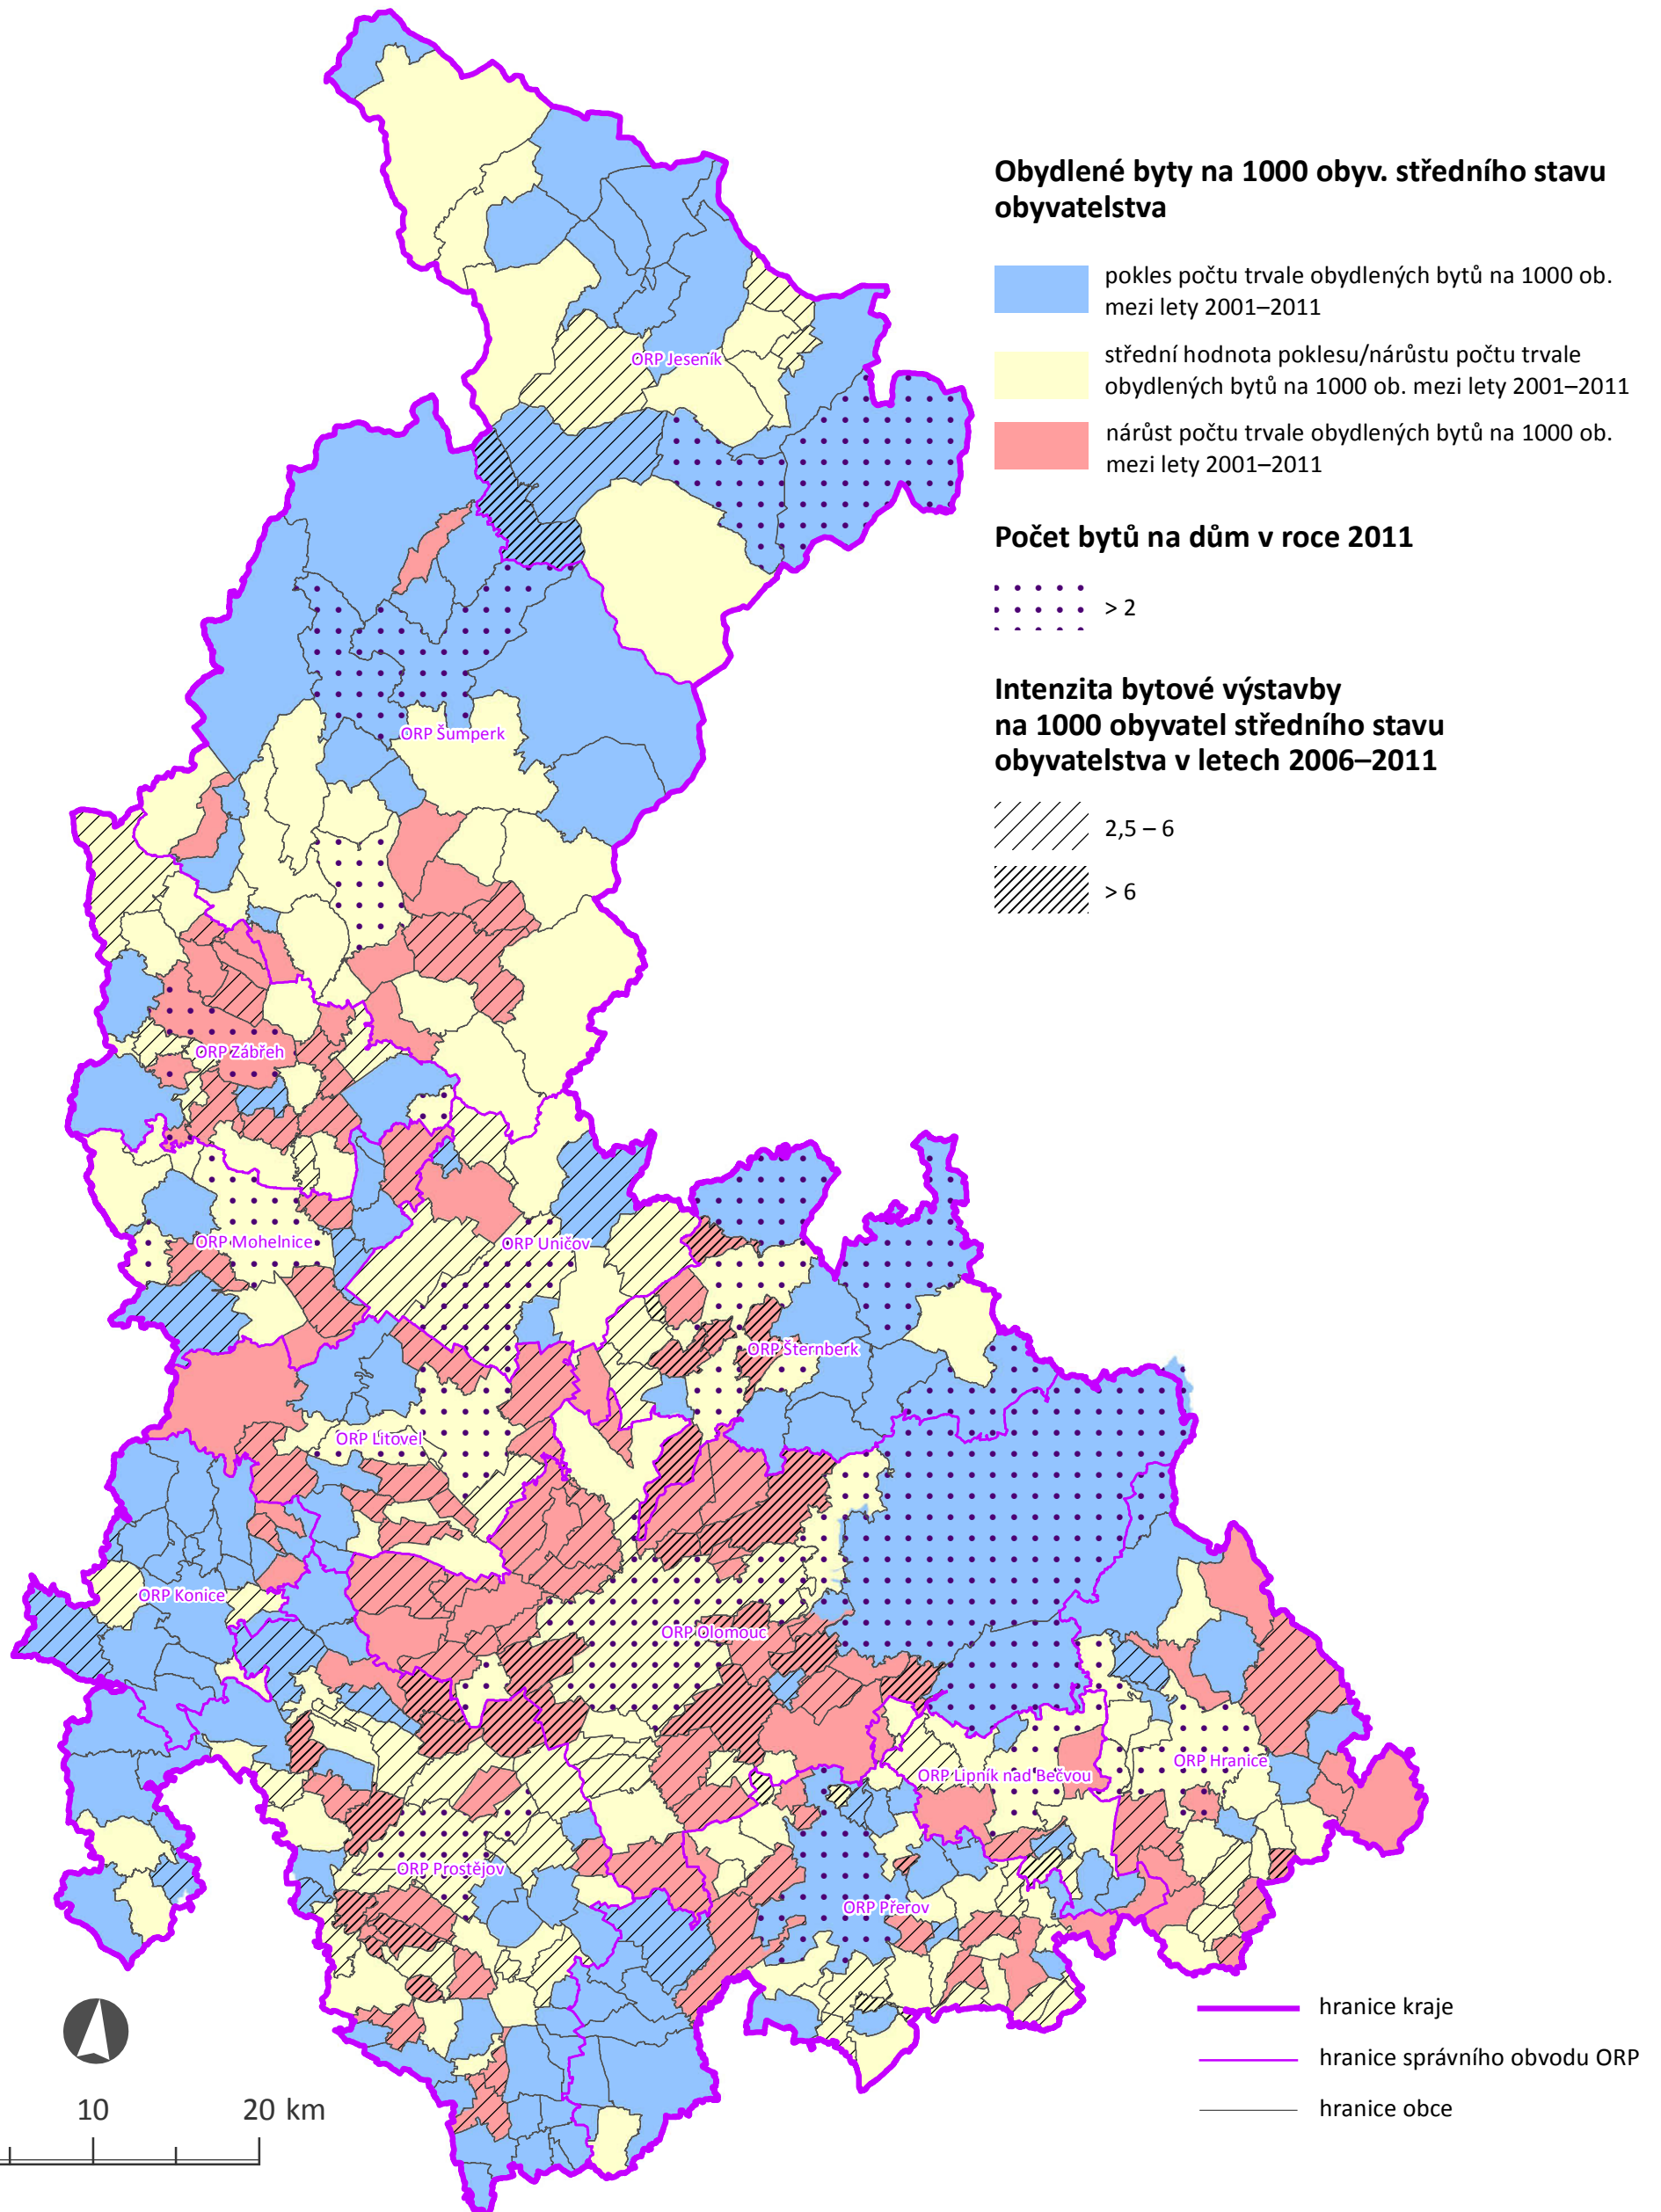 Obydlené byty na 1000 obyv. středního stavu
obyvatelstva
pokles počtu trvale obydlených bytů na 1000 ob.
mezi lety 2001–2011
střední hodnota poklesu/nárůstu počtu trvale
obydlených bytů na 1000 ob. mezi lety 2001–2011
nárůst počtu trvale obydlených bytů na 1000 ob.
mezi lety 2001–2011
Počet bytů na dům v roce 2011
> 2
Intenzita bytové výstavby
na 1000 obyvatel středního stavu
obyvatelstva v letech 2006–2011
2,5 – 6
> 6
ORP Jeseník
ORP Šumperk
ORP Zábřeh
ORP Mohelnice
ORP Uničov
ORP Šternberk
ORP Litovel
ORP Konice
ORP Olomouc
ORP Hranice
ORP Lipník nad Bečvou
ORP Prostějov
ORP Přerov
hranice kraje
hranice správního obvodu ORP
hranice obce
10
20 km